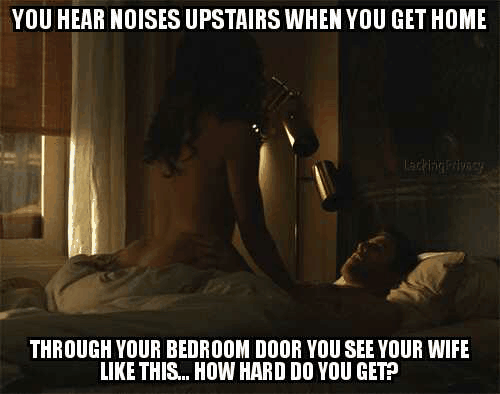 YOU HEAR NOISES UPSTAIRS WHEN YOU GET HOME
LackingPrivacy
THROUGH YOUR BEDROOM DOOR YOU SEE YOUR WIFE
LIKE THIS... HOW HARD DO YOU GET?